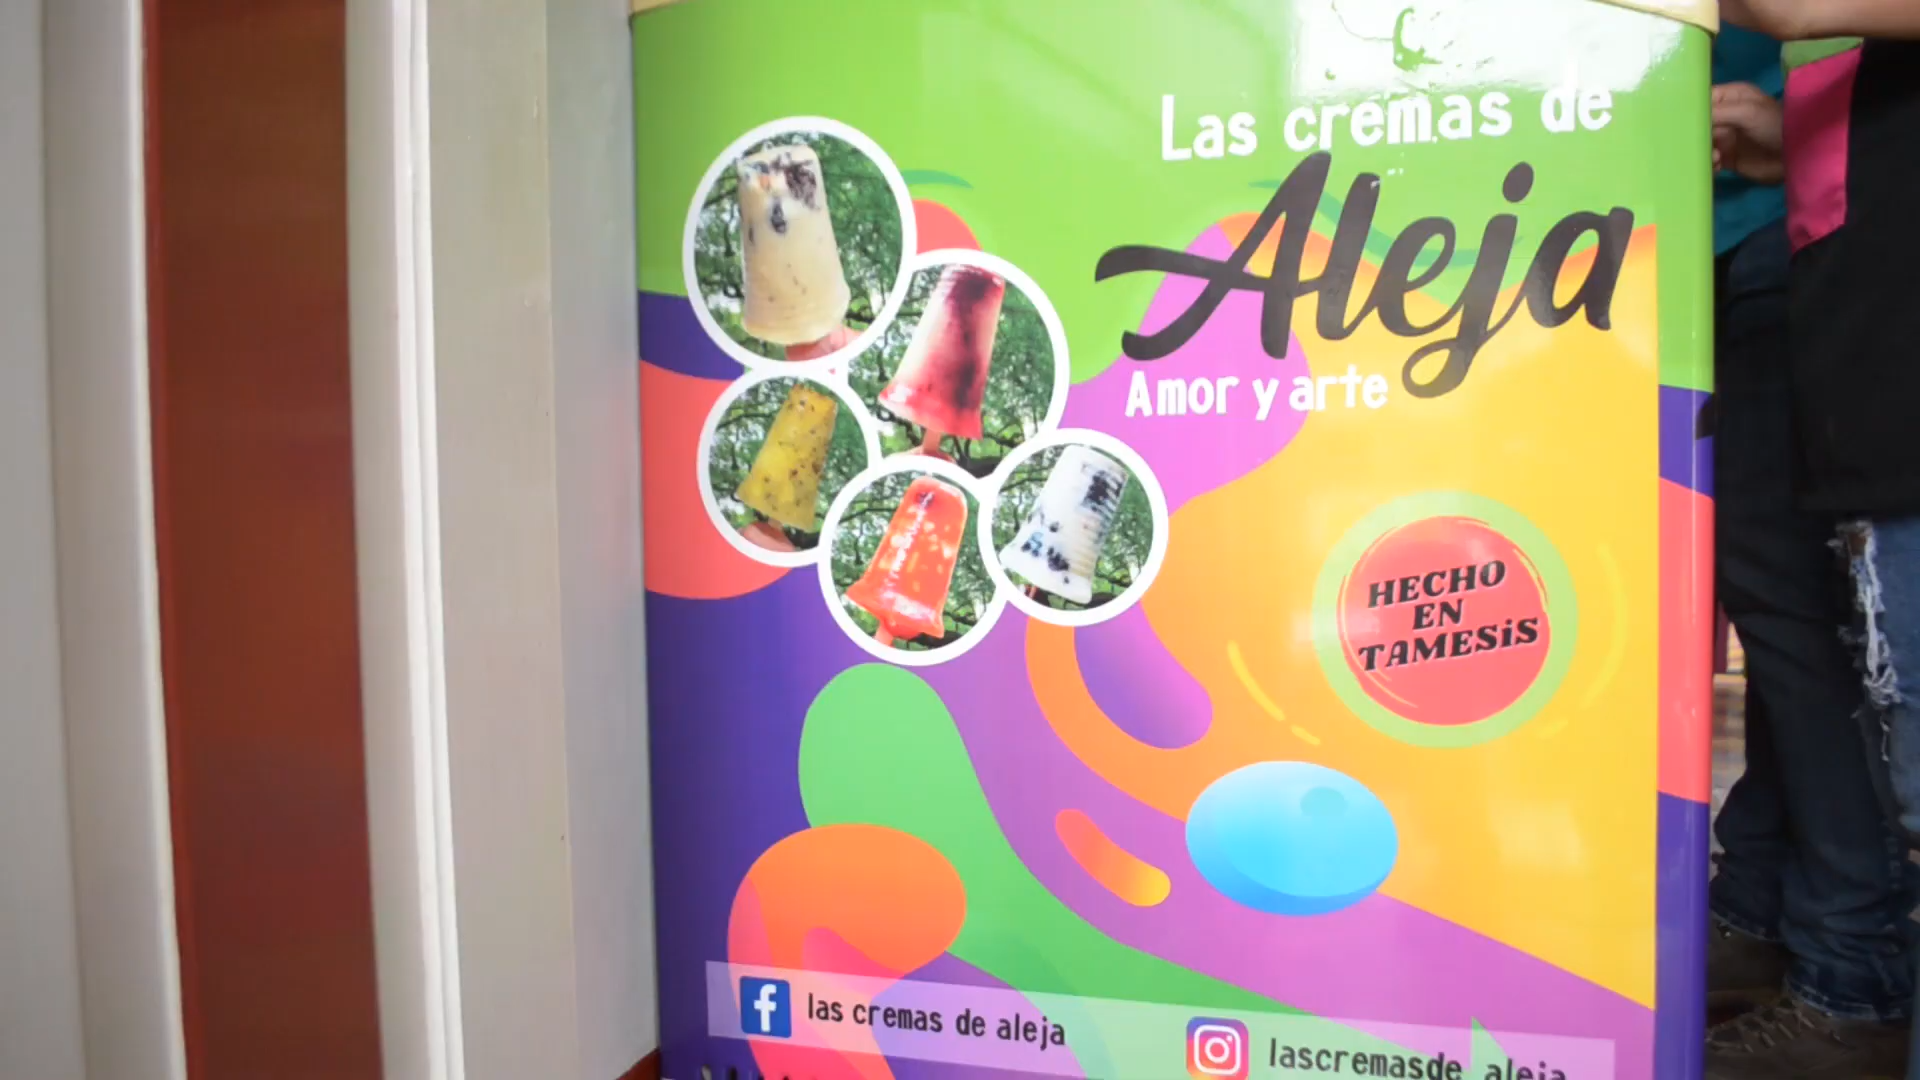 Las cremas de
Aleja
Amor y arte
HECHO
EN
TAMESiS
las cremas de aleja
lascremasde_aleja